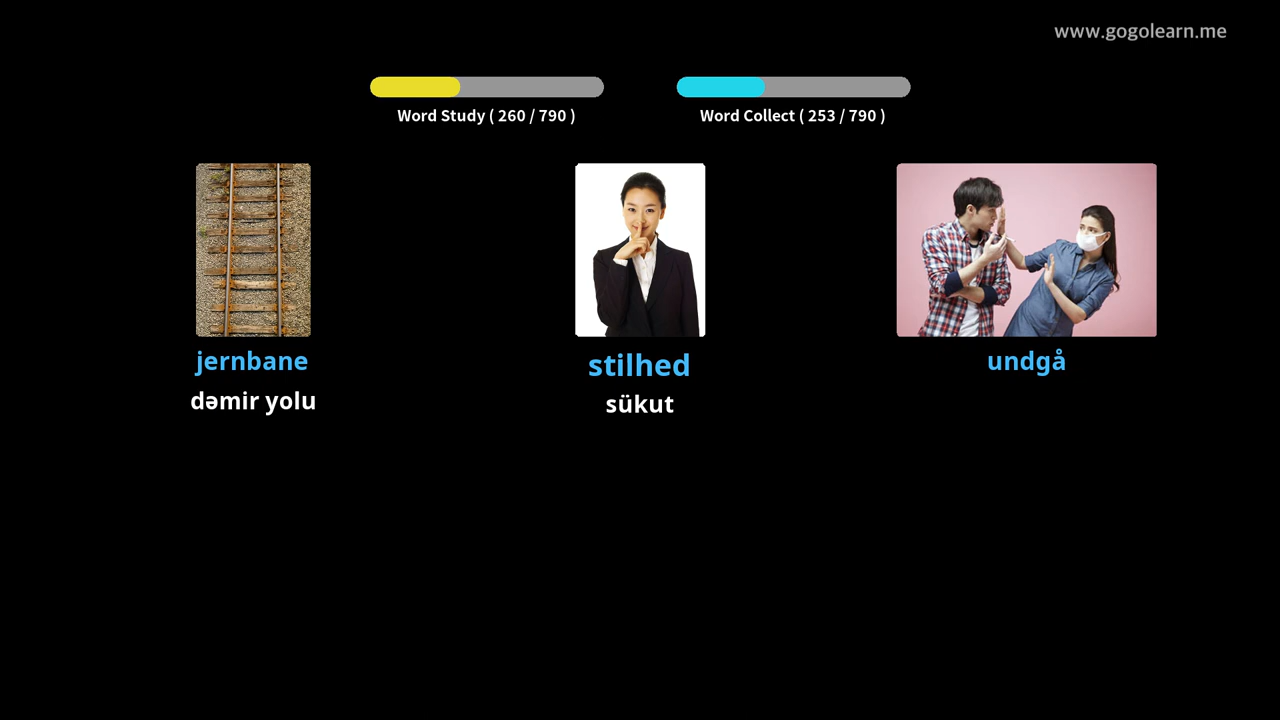 www.gogolearn.me
Word Study ( 260 / 790 )
Word Collect ( 253 / 790 )
jernbane
dəmir yolu
stilhed
sükut
undgå